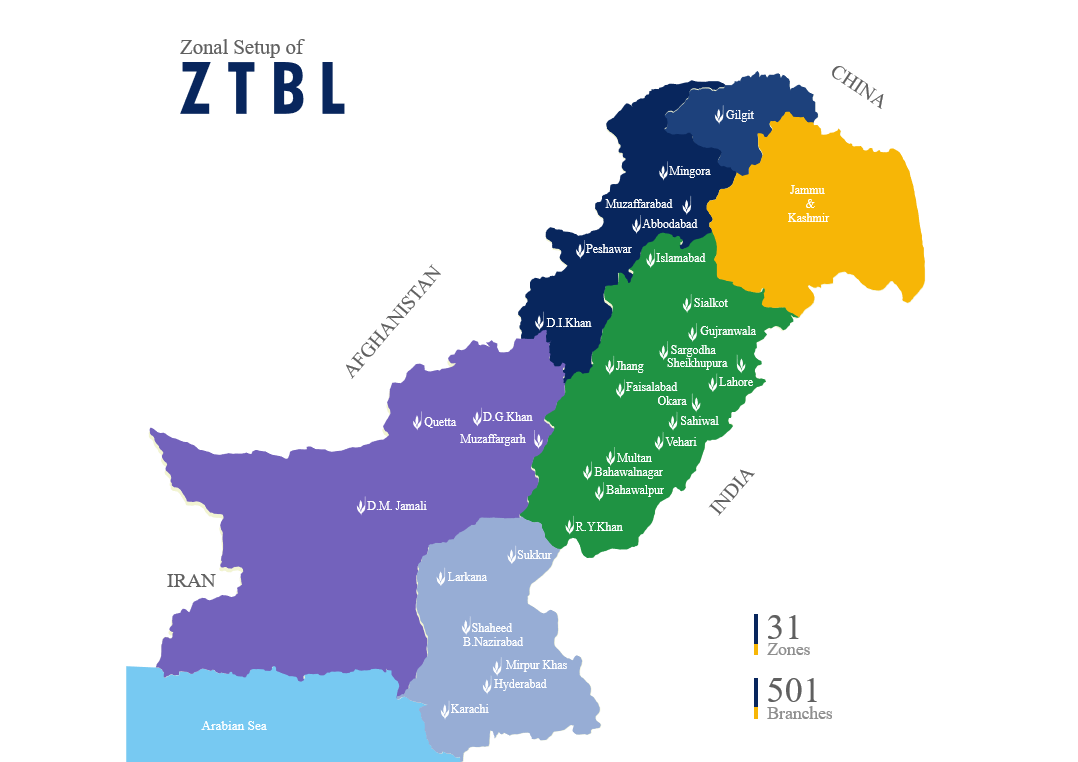 Zonal Setup of
ZTBL
CHINA
Gilgit
Mingora
Jammu
&
Kashmir
Muzaffarabad
Abbodabad
Peshawar
Islamabad
AFGHANISTAN
Sialkot
D.I.Khan
Gujranwala
Sargodha
Sheikhupura
Jhang
Lahore
Faisalabad
Okara
D.G.Khan
Quetta
Sahiwal
Muzaffargarh
Vehari
Multan
Bahawalnagar
Bahawalpur
INDIA
D.M. Jamali
R.Y.Khan
Sukkur
IRAN
Larkana
Shaheed
B.Nazirabad
31
Zones
Mirpur Khas
Hyderabad
501
Branches
Karachi
Arabian Sea